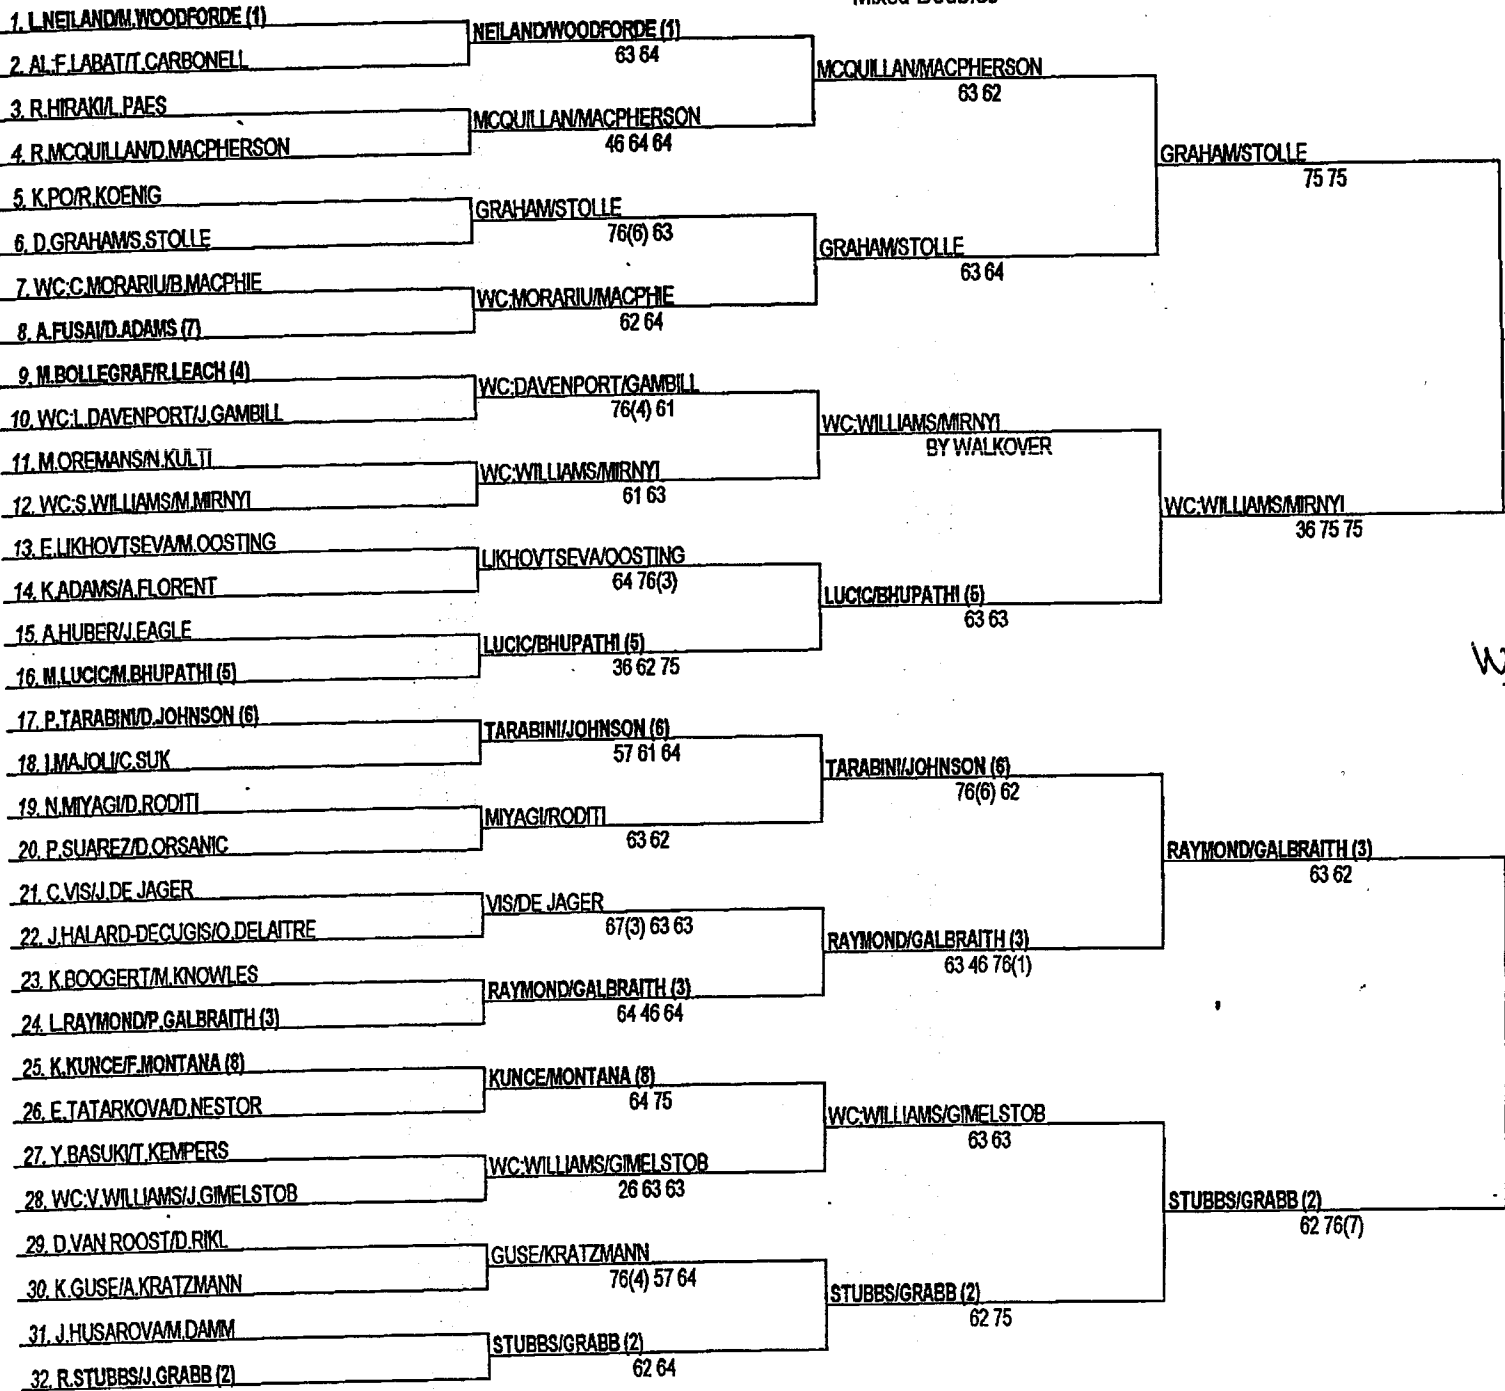 Mixed Doubles
1. L.NEILAND/M.WOODFORDE (1)
2. AL:F.LABAT/T.CARBONELL
3. R.HIRAKI/L.PAES
4. R.MCQUILLAN/D.MACPHERSON
5. K.PO/R.KOENIG
6. D.GRAHAM/S.STOLLE
7. WC:C.MORARIU/B.MACPHIE
8. A.FUSAI/D.ADAMS (7)
9. M.BOLLEGRAF/R.LEACH (4)
10. WC:L.DAVENPORT/J.GAMBILL
11. M.OREMANS/N.KULTI
12. WC:S.WILLIAMS/M.MIRNYI
13. E.LIKHOVTSEVA/M.OOSTING
14. K.ADAMS/A.FLORENT
15. A.HUBER/J.EAGLE
16. M.LUCIC/M.BHUPATHI (5)
17. P.TARABINI/D.JOHNSON (6)
18. I.MAJOLI/C.SUK
19. N.MIYAGI/D.RODITI
20. P.SUAREZ/D.ORSANIC
21. C.VIS/J.DE JAGER
22. J.HALARD-DECUGIS/O.DELAITRE
23. K.BOOGERT/M.KNOWLES
24. L.RAYMOND/P.GALBRAITH (3)
25. K.KUNCE/F.MONTANA (8)
26. E.TATARKOVA/D.NESTOR
27. Y.BASUKI/T.KEMPERS
28. WC:V.WILLIAMS/J.GIMELSTOB
29. D.VAN ROOST/D.RIKL
30. K.GUSE/A.KRATZMANN
31. J.HUSAROVA/M.DAMM
32. R.STUBBS/J.GRABB (2)
NEILAND/WOODFORDE (1)
63 64
MCQUILLAN/MACPHERSON
46 64 64
GRAHAM/STOLLE
76(6) 63
WC:MORARIU/MACPHIE
62 64
WC:DAVENPORT/GAMBILL
76(4) 61
WC:WILLIAMS/MIRNYI
61 63
LIKHOVTSEVA/OOSTING
64 76(3)
LUCIC/BHUPATHI (5)
36 62 75
TARABINI/JOHNSON (6)
57 61 64
MIYAGI/RODITI
63 62
VIS/DE JAGER
67(3) 63 63
RAYMOND/GALBRAITH (3)
64 46 64
KUNCE/MONTANA (8)
64 75
WC:WILLIAMS/GIMELSTOB
26 63 63
GUSE/KRATZMANN
76(4) 57 64
STUBBS/GRABB (2)
62 64
MCQUILLAN/MACPHERSON
63 62
GRAHAM/STOLLE
63 64
WC:WILLIAMS/MIRNYI
BY WALKOVER
LUCIC/BHUPATHI (5)
63 63
TARABINI/JOHNSON (6)
76(6) 62
RAYMOND/GALBRAITH (3)
63 46 76(1)
WC:WILLIAMS/GIMELSTOB
63 63
STUBBS/GRABB (2)
62 75
GRAHAM/STOLLE
75 75
WC:WILLIAMS/MIRNYI
36 75 75
RAYMOND/GALBRAITH (3)
63 62
STUBBS/GRABB (2)
62 76(7)